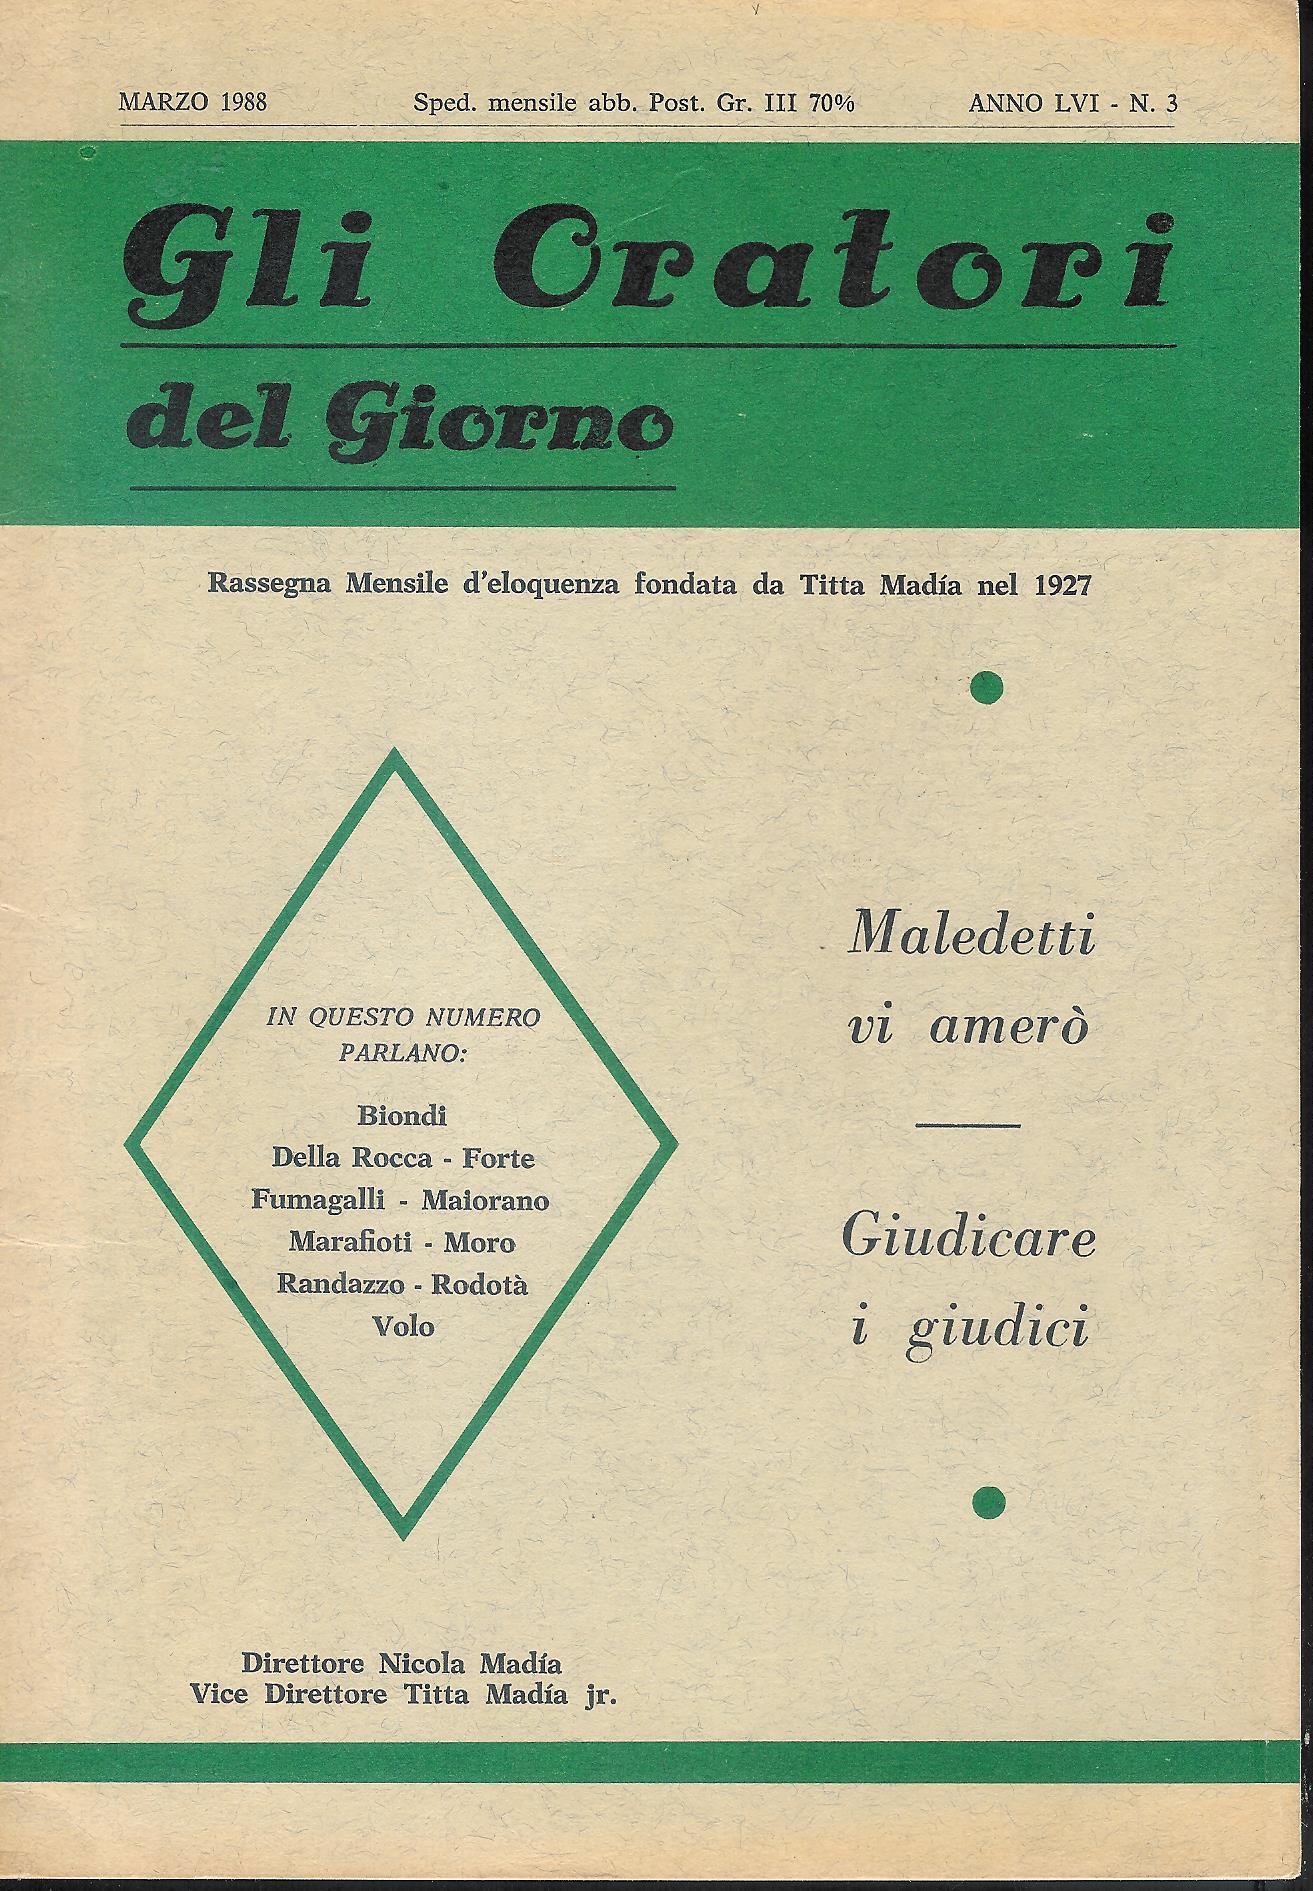 MARZO 1988 Sped. mensile abb. Post. Gr. III 70% ANNO LVI - N. 3
Gli Oratori
del Giorno
Rassegna Mensile d'eloquenza fondata da Titta Madía nel 1927
IN QUESTO NUMERO
PARLANO:
Biondi
Della Rocca - Forte
Fumagalli - Maiorano
Marafioti - Moro
Randazzo - Rodotà
Volo
Maledetti
vi amerò
Giudicare
i giudici
Direttore Nicola Madía
Vice Direttore Titta Madía jr.